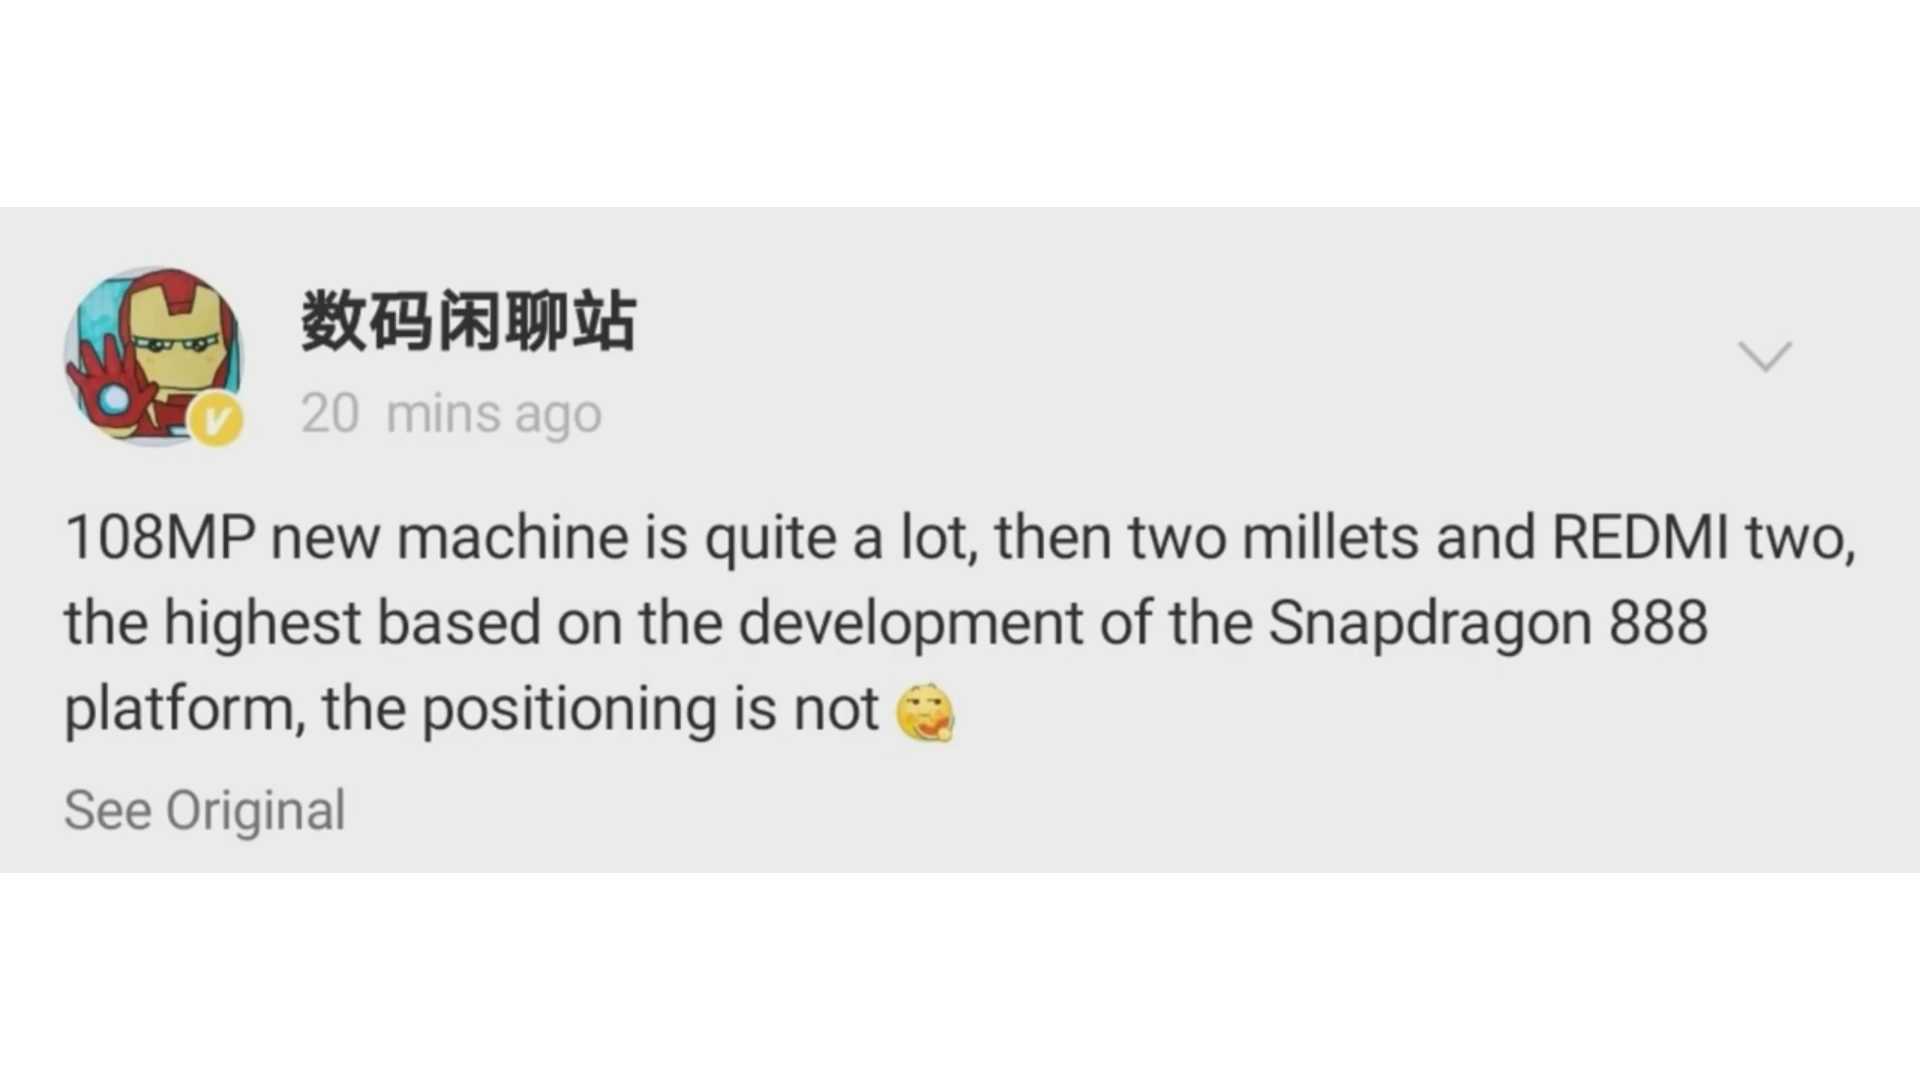 数码闲聊站
20 mins ago
108MP new machine is quite a lot, then two millets and REDMI two,
the highest based on the development of the Snapdragon 888
platform, the positioning is not
See Original